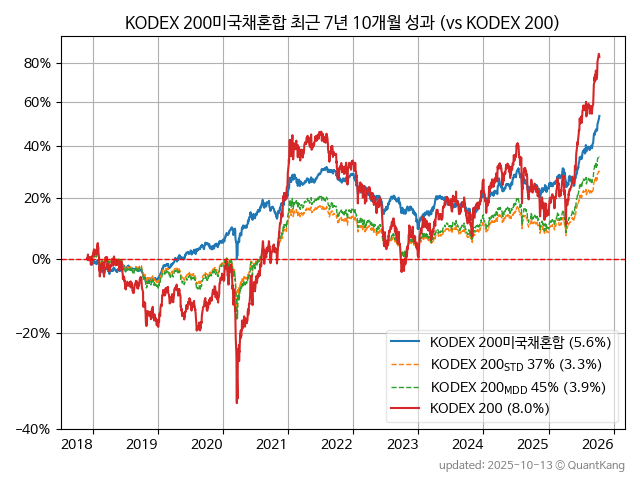 KODEX 200미국채혼합 최근 7년 10개월 성과 (vs KODEX 200)
80%
60%
40%
20%
0%
−20%
−40%
KODEX 200미국채혼합 (5.6%)
KODEX 200STD 37% (3.3%)
KODEX 200MDD 45% (3.9%)
KODEX 200 (8.0%)
2018 2019 2020 2021 2022 2023 2024 2025 2026
updated: 2025-10-13 © QuantKang